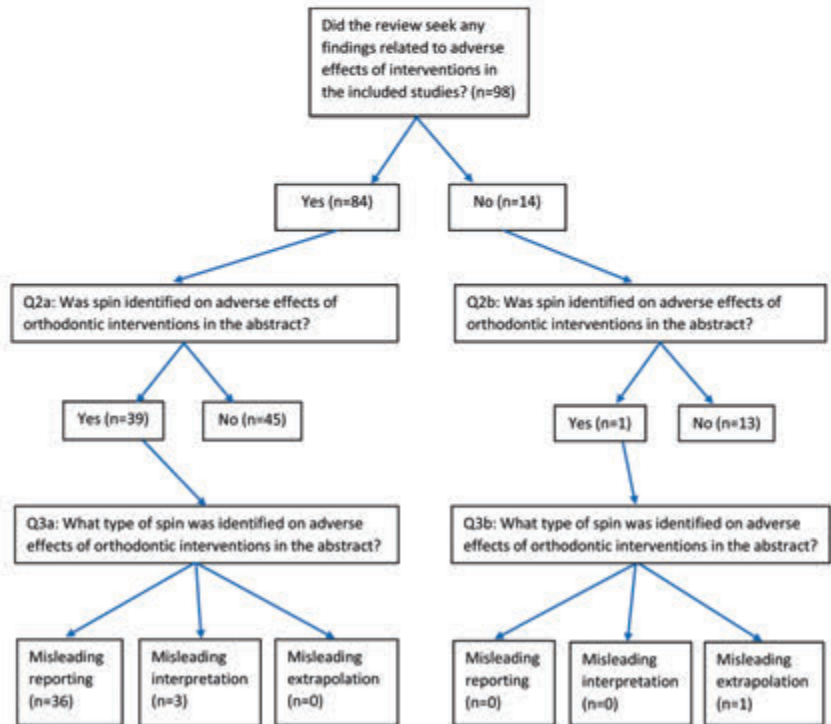 Did the review seek any
findings related to adverse
effects of interventions in
the included studies? (n=98)
Yes (n=84)
No (n=14)
Q2a: Was spin identified on adverse effects of
orthodontic interventions in the abstract?
Q2b: Was spin identified on adverse effects of
orthodontic interventions in the abstract?
Yes (n=39)
No (n=45)
Yes (n=1)
No (n=13)
Q3a: What type of spin was identified on adverse
effects of orthodontic interventions in the abstract?
Q3b: What type of spin was identified on adverse
effects of orthodontic interventions in the abstract?
Misleading
reporting
(n=36)
Misleading
interpretation
(n=3)
Misleading
extrapolation
(n=0)
Misleading
reporting
(n=0)
Misleading
interpretation
(n=0)
Misleading
extrapolation
(n=1)